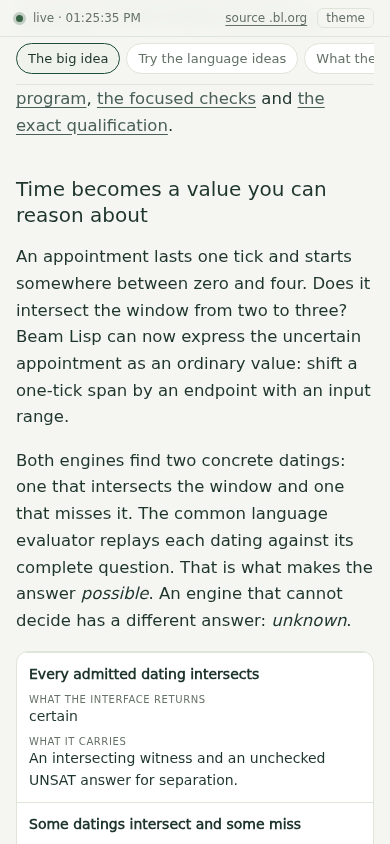 live · 01:25:35 PM
source .bl.org
theme
The big idea
Try the language ideas
What the
program, the focused checks and the
exact qualification.
Time becomes a value you can
reason about
An appointment lasts one tick and starts
somewhere between zero and four. Does it
intersect the window from two to three?
Beam Lisp can now express the uncertain
appointment as an ordinary value: shift a
one-tick span by an endpoint with an input
range.
Both engines find two concrete datings:
one that intersects the window and one
that misses it. The common language
evaluator replays each dating against its
complete question. That is what makes the
answer possible. An engine that cannot
decide has a different answer: unknown.
Every admitted dating intersects
WHAT THE INTERFACE RETURNS
certain
WHAT IT CARRIES
An intersecting witness and an unchecked
UNSAT answer for separation.
Some datings intersect and some miss